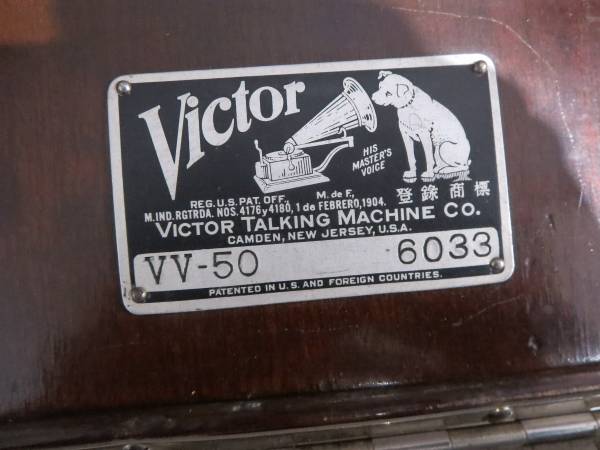 Victor
HIS
MASTER'S
VOICE
REG. U.S. PAT. OFF. M. de F.,
M. IND. RGTRDA. NOS. 4176 y 4180, 1 de FEBRERO, 1904.
登錄商標
VICTOR TALKING MACHINE CO.
CAMDEN, NEW JERSEY, U.S.A.
VV-50 6033
PATENTED IN U.S. AND FOREIGN COUNTRIES.